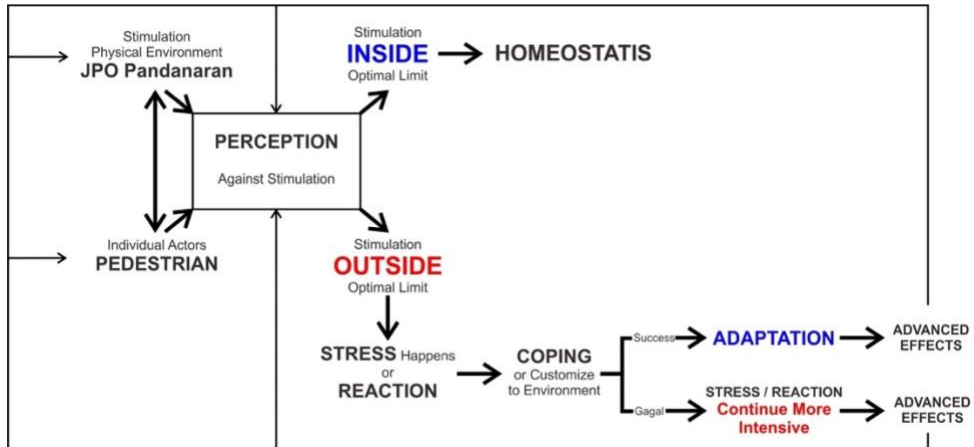 Stimulation
Physical Environment
JPO Pandanaran
PERCEPTION
Against Stimulation
Individual Actors
PEDESTRIAN
Stimulation
INSIDE
Optimal Limit
HOMEOSTATIS
Stimulation
OUTSIDE
Optimal Limit
STRESS Happens
or
REACTION
COPING
or Customize
to Environment
Success
ADAPTATION
ADVANCED
EFFECTS
Gagal
STRESS / REACTION
Continue More
Intensive
ADVANCED
EFFECTS